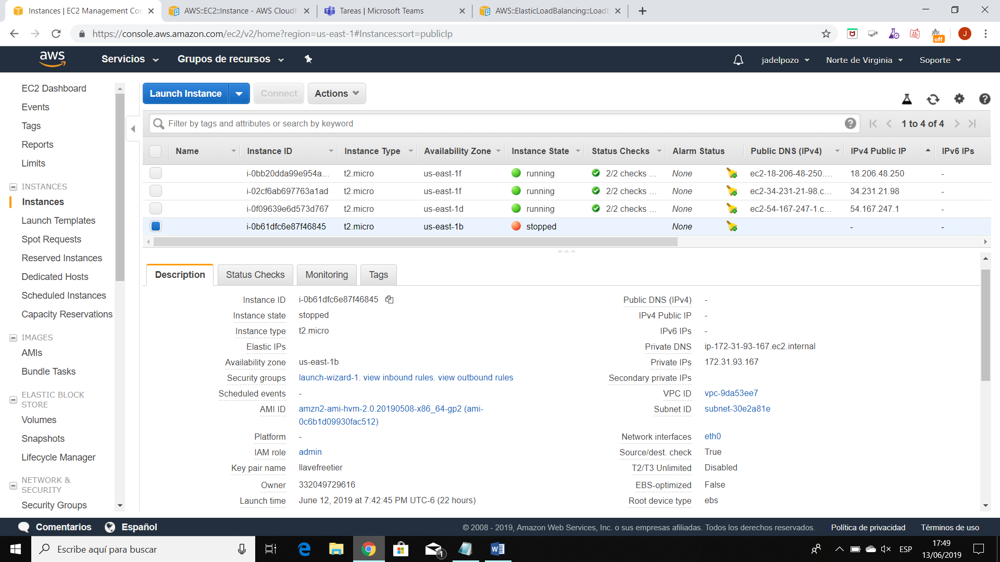 Instances | EC2 Management Con
AWS::EC2::Instance - AWS CloudF
Tareas | Microsoft Teams
AWS::ElasticLoadBalancing::LoadB
https://console.aws.amazon.com/ec2/v2/home?region=us-east-1#Instances:sort=publicIp
off
J
aws
Servicios
Grupos de recursos
jadelpozo
Norte de Virginia
Soporte
EC2 Dashboard
Events
Tags
Reports
Limits
INSTANCES
Instances
Launch Templates
Spot Requests
Reserved Instances
Dedicated Hosts
Scheduled Instances
Capacity Reservations
IMAGES
AMIs
Bundle Tasks
ELASTIC BLOCK
STORE
Volumes
Snapshots
Lifecycle Manager
NETWORK &
SECURITY
Security Groups
Launch Instance
Connect
Actions
Filter by tags and attributes or search by keyword
1 to 4 of 4
Name Instance ID Instance Type Availability Zone Instance State Status Checks Alarm Status Public DNS (IPv4) IPv4 Public IP IPv6 IPs
i-0bb20dda99e954a... t2.micro us-east-1f running 2/2 checks ... None ec2-18-206-48-250.... 18.206.48.250 -
i-02cf6ab697763a1ad t2.micro us-east-1f running 2/2 checks ... None ec2-34-231-21-98.c... 34.231.21.98 -
i-0f09639e6d573d767 t2.micro us-east-1d running 2/2 checks ... None ec2-54-167-247-1.c... 54.167.247.1 -
i-0b61dfc6e87f46845 t2.micro us-east-1b stopped None - -
Description
Status Checks
Monitoring
Tags
Instance ID i-0b61dfc6e87f46845
Instance state stopped
Instance type t2.micro
Elastic IPs
Availability zone us-east-1b
Security groups launch-wizard-1. view inbound rules. view outbound rules
Scheduled events -
AMI ID amzn2-ami-hvm-2.0.20190508-x86_64-gp2 (ami-
0c6b1d09930fac512)
Platform -
IAM role admin
Key pair name llavefreetier
Owner 332049729616
Launch time June 12, 2019 at 7:42:45 PM UTC-6 (22 hours)
Public DNS (IPv4) -
IPv4 Public IP -
IPv6 IPs -
Private DNS ip-172-31-93-167.ec2.internal
Private IPs 172.31.93.167
Secondary private IPs
VPC ID vpc-9da53ee7
Subnet ID subnet-30e2a81e
Network interfaces eth0
Source/dest. check True
T2/T3 Unlimited Disabled
EBS-optimized False
Root device type ebs
Comentarios
Español
© 2008 - 2019, Amazon Web Services, Inc. o sus empresas afiliadas. Todos los derechos reservados.
Política de privacidad
Términos de uso
Escribe aquí para buscar
1
ESP
17:49
13/06/2019